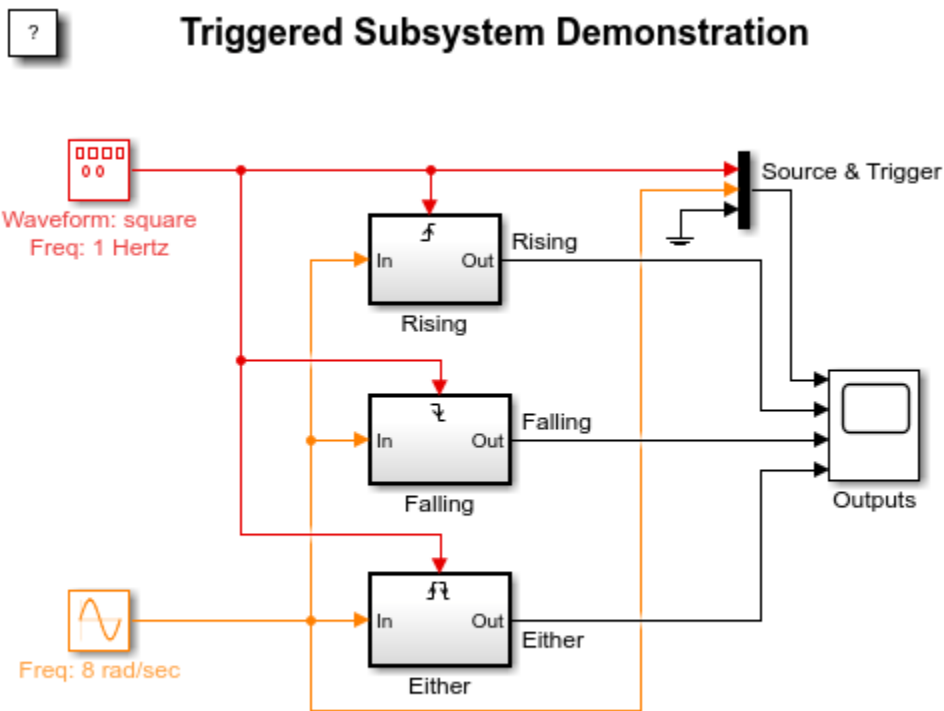 ?
Triggered Subsystem Demonstration
Source & Trigger
Waveform: square
Freq: 1 Hertz
Rising
In
Out
Rising
Falling
In
Out
Falling
Outputs
In
Out
Either
Freq: 8 rad/sec
Either